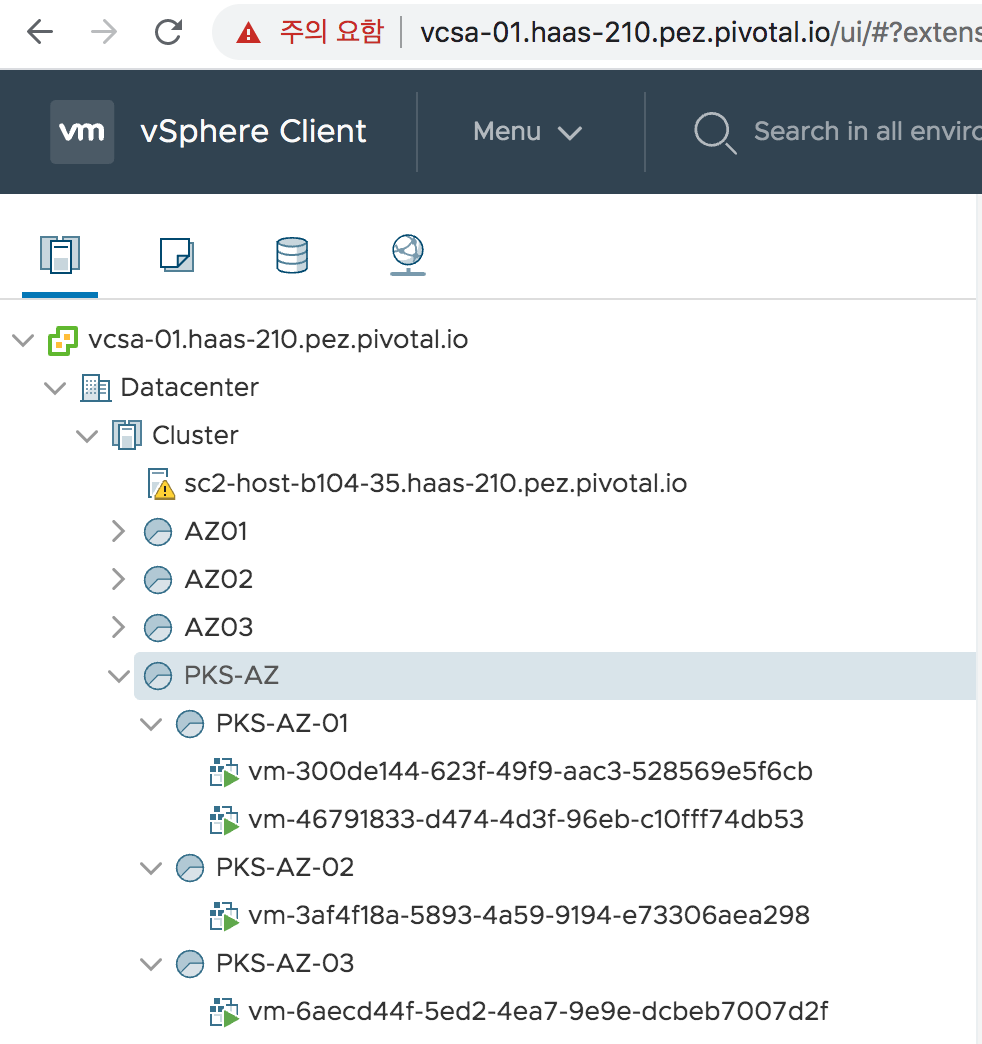 주의 요함 vcsa-01.haas-210.pez.pivotal.io/ui/#?extens
vm vSphere Client Menu Search in all enviro
vcsa-01.haas-210.pez.pivotal.io
Datacenter
Cluster
sc2-host-b104-35.haas-210.pez.pivotal.io
AZ01
AZ02
AZ03
PKS-AZ
PKS-AZ-01
vm-300de144-623f-49f9-aac3-528569e5f6cb
vm-46791833-d474-4d3f-96eb-c10fff74db53
PKS-AZ-02
vm-3af4f18a-5893-4a59-9194-e73306aea298
PKS-AZ-03
vm-6aecd44f-5ed2-4ea7-9e9e-dcbeb7007d2f